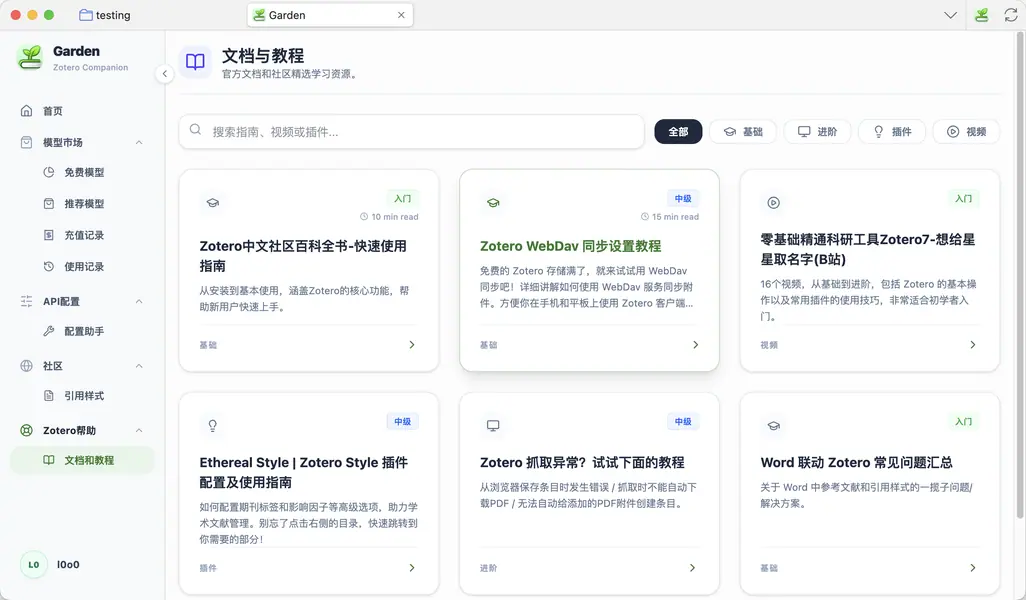 testing
Garden
Garden
Zotero Companion
首页
模型市场
免费模型
推荐模型
充值记录
使用记录
API配置
配置助手
社区
引用样式
Zotero帮助
文档和教程
LO
l0o0
文档与教程
官方文档和社区精选学习资源。
搜索指南、视频或插件...
全部
基础
进阶
插件
视频
入门
10 min read
Zotero中文社区百科全书-快速使用
指南
从安装到基本使用，涵盖Zotero的核心功能，帮
助新用户快速上手。
基础
中级
15 min read
Zotero WebDav 同步设置教程
免费的 Zotero 存储满了，就来试试用 WebDav
同步吧！详细讲解如何使用 WebDav 服务同步附
件。方便你在手机和平板上使用 Zotero 客户端...
基础
入门
零基础精通科研工具Zotero7-想给星
星取名字(B站)
16个视频，从基础到进阶，包括 Zotero 的基本操
作以及常用插件的使用技巧，非常适合初学者入
门。
视频
中级
Ethereal Style | Zotero Style 插件
配置及使用指南
如何配置期刊标签和影响因子等高级选项，助力学
术文献管理。别忘了点击右侧的目录，快速跳转到
你需要的部分！
插件
中级
Zotero 抓取异常？试试下面的教程
从浏览器保存条目时发生错误 / 抓取时不能自动下
载PDF / 无法自动给添加的PDF附件创建条目。
进阶
入门
Word 联动 Zotero 常见问题汇总
关于 Word 中参考文献和引用样式的一揽子问题/
解决方案。
基础